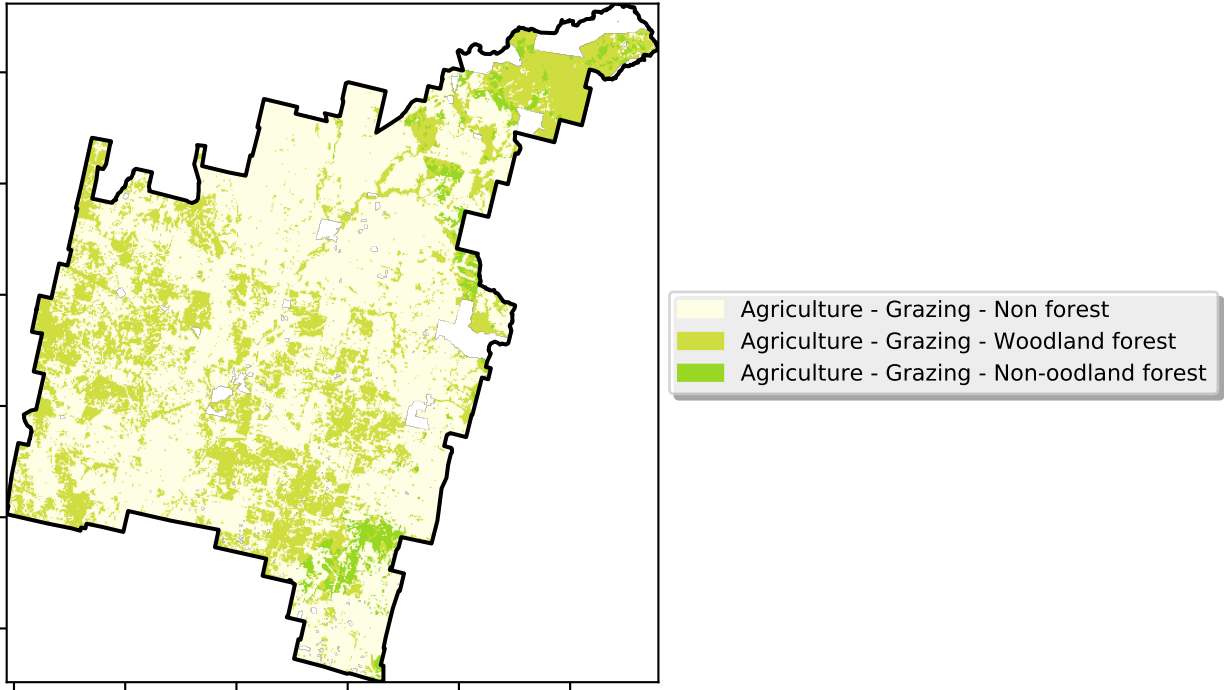 Agriculture - Grazing - Non forest
Agriculture - Grazing - Woodland forest
Agriculture - Grazing - Non-oodland forest